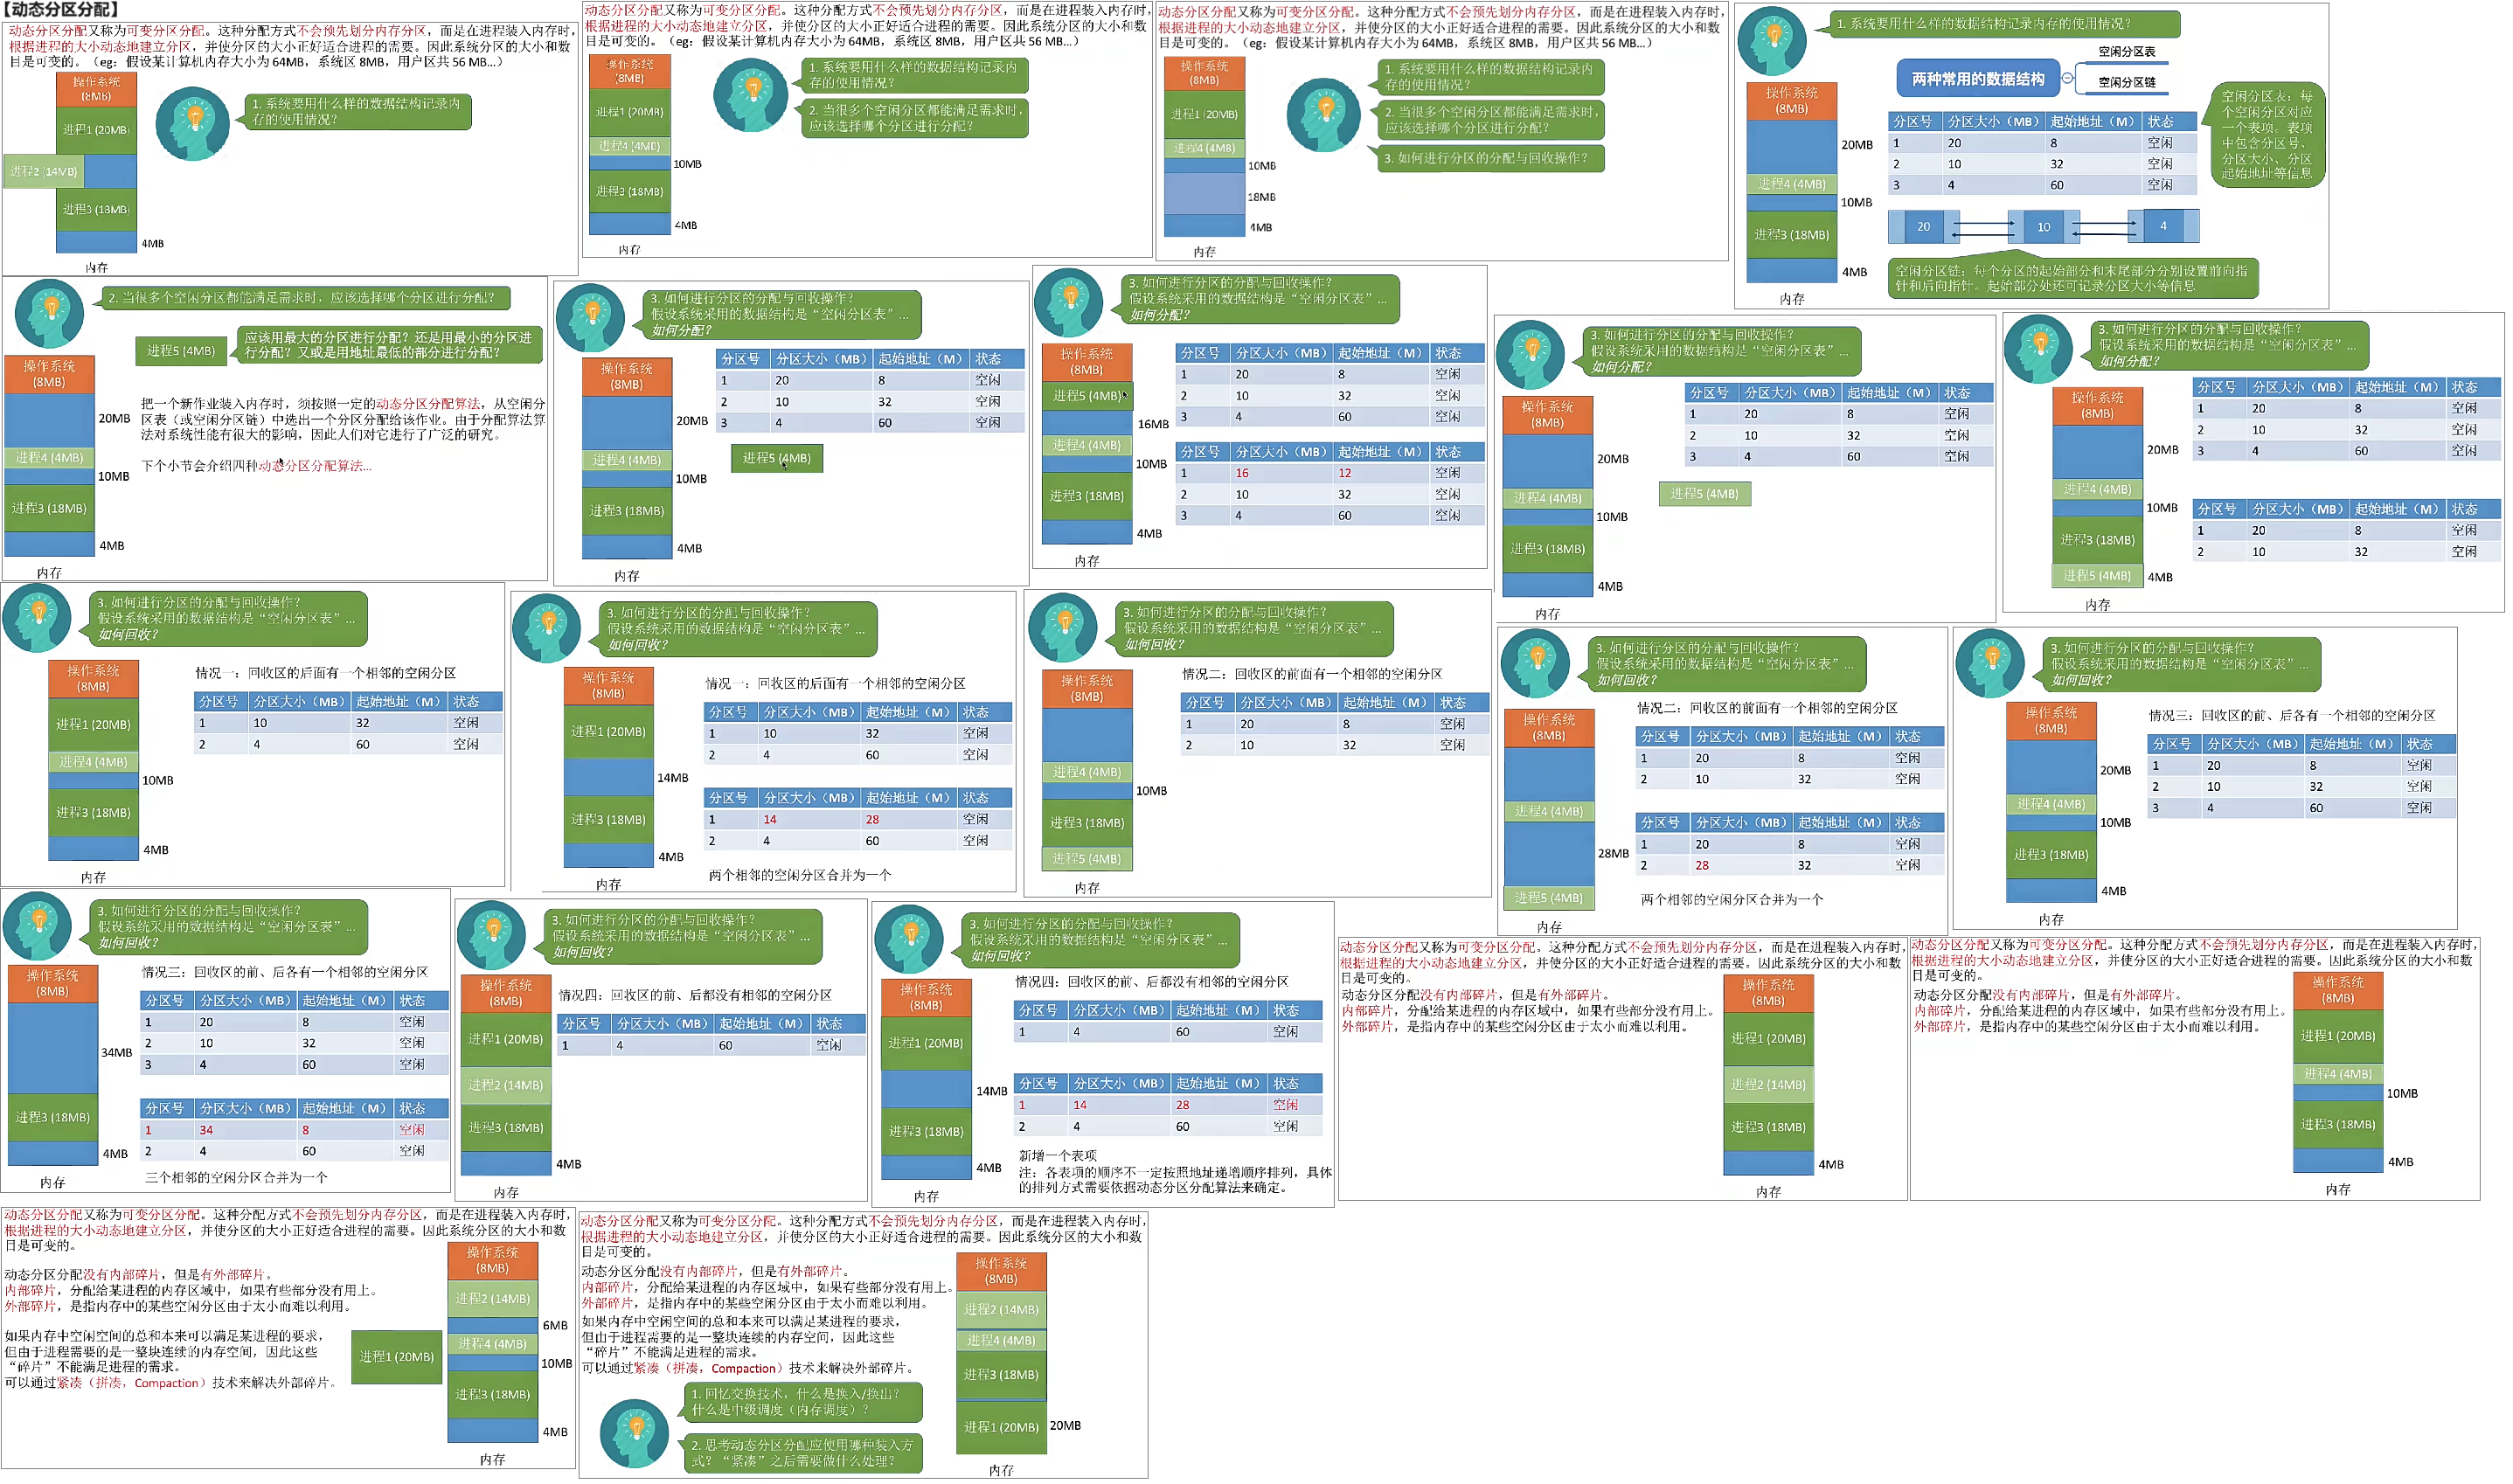 【动态分区分配】
动态分区分配又称为可变分区分配。这种分配方式不会预先划分内存分区，而是在进程装入内存时，
根据进程的大小动态地建立分区，并使分区的大小正好适合进程的需要。因此系统分区的大小和数
目是可变的。（eg：假设某计算机内存大小为 64MB，系统区 8MB，用户区共 56 MB...）
操作系统
(8MB)
进程1 (20MB)
进程2 (14MB)
进程3 (18MB)
4MB
内存
1. 系统要用什么样的数据结构记录内
存的使用情况？
动态分区分配又称为可变分区分配。这种分配方式不会预先划分内存分区，而是在进程装入内存时，
根据进程的大小动态地建立分区，并使分区的大小正好适合进程的需要。因此系统分区的大小和数
目是可变的。（eg：假设某计算机内存大小为 64MB，系统区 8MB，用户区共 56 MB...）
操作系统
(8MB)
进程1 (20MB)
进程4 (4MB)
10MB
进程3 (18MB)
4MB
内存
1. 系统要用什么样的数据结构记录内
存的使用情况？
2. 当很多个空闲分区都能满足需求时，
应该选择哪个分区进行分配？
动态分区分配又称为可变分区分配。这种分配方式不会预先划分内存分区，而是在进程装入内存时，
根据进程的大小动态地建立分区，并使分区的大小正好适合进程的需要。因此系统分区的大小和数
目是可变的。（eg：假设某计算机内存大小为 64MB，系统区 8MB，用户区共 56 MB...）
操作系统
(8MB)
进程1 (20MB)
进程4 (4MB)
10MB
18MB
4MB
内存
1. 系统要用什么样的数据结构记录内
存的使用情况？
2. 当很多个空闲分区都能满足需求时，
应该选择哪个分区进行分配？
3. 如何进行分区的分配与回收操作？
1. 系统要用什么样的数据结构记录内存的使用情况？
两种常用的数据结构
空闲分区表
空闲分区链
操作系统
(8MB)
20MB
进程4 (4MB)
10MB
进程3 (18MB)
4MB
内存
分区号 分区大小（MB） 起始地址（M） 状态
1 20 8 空闲
2 10 32 空闲
3 4 60 空闲
空闲分区表：每
个空闲分区对应
一个表项。表项
中包含分区号、
分区大小、分区
起始地址等信息
20 10 4
空闲分区链：每个分区的起始部分和末尾部分分别设置前向指
针和后向指针。起始部分处还可记录分区大小等信息
2. 当很多个空闲分区都能满足需求时，应该选择哪个分区进行分配？
进程5 (4MB)
应该用最大的分区进行分配？还是用最小的分区进
行分配？又或是用地址最低的部分进行分配？
操作系统
(8MB)
20MB
进程4 (4MB)
10MB
进程3 (18MB)
4MB
内存
把一个新作业装入内存时，须按照一定的动态分区分配算法，从空闲分
区表（或空闲分区链）中选出一个分区分配给该作业。由于分配算法算
法对系统性能有很大的影响，因此人们对它进行了广泛的研究。
下个小节会介绍四种动态分区分配算法...
3. 如何进行分区的分配与回收操作？
假设系统采用的数据结构是“空闲分区表”...
如何分配？
操作系统
(8MB)
20MB
进程4 (4MB)
10MB
进程3 (18MB)
4MB
内存
分区号 分区大小（MB） 起始地址（M） 状态
1 20 8 空闲
2 10 32 空闲
3 4 60 空闲
进程5 (4MB)
3. 如何进行分区的分配与回收操作？
假设系统采用的数据结构是“空闲分区表”...
如何分配？
操作系统
(8MB)
进程5 (4MB)
16MB
进程4 (4MB)
10MB
进程3 (18MB)
4MB
内存
分区号 分区大小（MB） 起始地址（M） 状态
1 20 8 空闲
2 10 32 空闲
3 4 60 空闲
分区号 分区大小（MB） 起始地址（M） 状态
1 16 12 空闲
2 10 32 空闲
3 4 60 空闲
3. 如何进行分区的分配与回收操作？
假设系统采用的数据结构是“空闲分区表”...
如何分配？
操作系统
(8MB)
20MB
进程4 (4MB)
10MB
进程3 (18MB)
4MB
内存
分区号 分区大小（MB） 起始地址（M） 状态
1 20 8 空闲
2 10 32 空闲
3 4 60 空闲
进程5 (4MB)
3. 如何进行分区的分配与回收操作？
假设系统采用的数据结构是“空闲分区表”...
如何分配？
操作系统
(8MB)
20MB
进程4 (4MB)
10MB
进程3 (18MB)
进程5 (4MB)
4MB
内存
分区号 分区大小（MB） 起始地址（M） 状态
1 20 8 空闲
2 10 32 空闲
3 4 60 空闲
分区号 分区大小（MB） 起始地址（M） 状态
1 20 8 空闲
2 10 32 空闲
3. 如何进行分区的分配与回收操作？
假设系统采用的数据结构是“空闲分区表”...
如何回收？
操作系统
(8MB)
进程1 (20MB)
进程4 (4MB)
10MB
进程3 (18MB)
4MB
内存
情况一：回收区的后面有一个相邻的空闲分区
分区号 分区大小（MB） 起始地址（M） 状态
1 10 32 空闲
2 4 60 空闲
3. 如何进行分区的分配与回收操作？
假设系统采用的数据结构是“空闲分区表”...
如何回收？
操作系统
(8MB)
进程1 (20MB)
14MB
进程3 (18MB)
4MB
内存
情况一：回收区的后面有一个相邻的空闲分区
分区号 分区大小（MB） 起始地址（M） 状态
1 10 32 空闲
2 4 60 空闲
分区号 分区大小（MB） 起始地址（M） 状态
1 14 28 空闲
2 4 60 空闲
两个相邻的空闲分区合并为一个
3. 如何进行分区的分配与回收操作？
假设系统采用的数据结构是“空闲分区表”...
如何回收？
操作系统
(8MB)
进程4 (4MB)
10MB
进程3 (18MB)
进程5 (4MB)
内存
情况二：回收区的前面有一个相邻的空闲分区
分区号 分区大小（MB） 起始地址（M） 状态
1 20 8 空闲
2 10 32 空闲
3. 如何进行分区的分配与回收操作？
假设系统采用的数据结构是“空闲分区表”...
如何回收？
操作系统
(8MB)
进程4 (4MB)
28MB
进程5 (4MB)
内存
情况二：回收区的前面有一个相邻的空闲分区
分区号 分区大小（MB） 起始地址（M） 状态
1 20 8 空闲
2 10 32 空闲
分区号 分区大小（MB） 起始地址（M） 状态
1 20 8 空闲
2 28 32 空闲
两个相邻的空闲分区合并为一个
3. 如何进行分区的分配与回收操作？
假设系统采用的数据结构是“空闲分区表”...
如何回收？
操作系统
(8MB)
20MB
进程4 (4MB)
10MB
进程3 (18MB)
4MB
内存
情况三：回收区的前、后各有一个相邻的空闲分区
分区号 分区大小（MB） 起始地址（M） 状态
1 20 8 空闲
2 10 32 空闲
3 4 60 空闲
3. 如何进行分区的分配与回收操作？
假设系统采用的数据结构是“空闲分区表”...
如何回收？
操作系统
(8MB)
34MB
进程3 (18MB)
4MB
内存
情况三：回收区的前、后各有一个相邻的空闲分区
分区号 分区大小（MB） 起始地址（M） 状态
1 20 8 空闲
2 10 32 空闲
3 4 60 空闲
分区号 分区大小（MB） 起始地址（M） 状态
1 34 8 空闲
2 4 60 空闲
三个相邻的空闲分区合并为一个
3. 如何进行分区的分配与回收操作？
假设系统采用的数据结构是“空闲分区表”...
如何回收？
操作系统
(8MB)
进程1 (20MB)
进程2 (14MB)
进程3 (18MB)
4MB
内存
情况四：回收区的前、后都没有相邻的空闲分区
分区号 分区大小（MB） 起始地址（M） 状态
1 4 60 空闲
3. 如何进行分区的分配与回收操作？
假设系统采用的数据结构是“空闲分区表”...
如何回收？
操作系统
(8MB)
进程1 (20MB)
14MB
进程3 (18MB)
4MB
内存
情况四：回收区的前、后都没有相邻的空闲分区
分区号 分区大小（MB） 起始地址（M） 状态
1 4 60 空闲
分区号 分区大小（MB） 起始地址（M） 状态
1 14 28 空闲
2 4 60 空闲
新增一个表项
注：各表项的顺序不一定按照地址递增顺序排列，具体
的排列方式需要依据动态分区分配算法来确定。
动态分区分配又称为可变分区分配。这种分配方式不会预先划分内存分区，而是在进程装入内存时，
根据进程的大小动态地建立分区，并使分区的大小正好适合进程的需要。因此系统分区的大小和数
目是可变的。
动态分区分配没有内部碎片，但是有外部碎片。
内部碎片，分配给某进程的内存区域中，如果有些部分没有用上。
外部碎片，是指内存中的某些空闲分区由于太小而难以利用。
操作系统
(8MB)
进程1 (20MB)
进程2 (14MB)
进程3 (18MB)
4MB
内存
动态分区分配又称为可变分区分配。这种分配方式不会预先划分内存分区，而是在进程装入内存时，
根据进程的大小动态地建立分区，并使分区的大小正好适合进程的需要。因此系统分区的大小和数
目是可变的。
动态分区分配没有内部碎片，但是有外部碎片。
内部碎片，分配给某进程的内存区域中，如果有些部分没有用上。
外部碎片，是指内存中的某些空闲分区由于太小而难以利用。
操作系统
(8MB)
进程1 (20MB)
进程4 (4MB)
10MB
进程3 (18MB)
4MB
内存
动态分区分配又称为可变分区分配。这种分配方式不会预先划分内存分区，而是在进程装入内存时，
根据进程的大小动态地建立分区，并使分区的大小正好适合进程的需要。因此系统分区的大小和数
目是可变的。
动态分区分配没有内部碎片，但是有外部碎片。
内部碎片，分配给某进程的内存区域中，如果有些部分没有用上。
外部碎片，是指内存中的某些空闲分区由于太小而难以利用。
如果内存中空闲空间的总和本来可以满足某进程的要求，
但由于进程需要的是一整块连续的内存空间，因此这些
“碎片”不能满足进程的需求。
可以通过紧凑（拼凑，Compaction）技术来解决外部碎片。
进程1 (20MB)
操作系统
(8MB)
进程2 (14MB)
6MB
进程4 (4MB)
10MB
进程3 (18MB)
4MB
内存
动态分区分配又称为可变分区分配。这种分配方式不会预先划分内存分区，而是在进程装入内存时，
根据进程的大小动态地建立分区，并使分区的大小正好适合进程的需要。因此系统分区的大小和数
目是可变的。
动态分区分配没有内部碎片，但是有外部碎片。
内部碎片，分配给某进程的内存区域中，如果有些部分没有用上。
外部碎片，是指内存中的某些空闲分区由于太小而难以利用。
如果内存中空闲空间的总和本来可以满足某进程的要求，
但由于进程需要的是一整块连续的内存空间，因此这些
“碎片”不能满足进程的需求。
可以通过紧凑（拼凑，Compaction）技术来解决外部碎片。
1. 回忆交换技术，什么是换入/换出？
什么是中级调度（内存调度）？
2. 思考动态分区分配应使用哪种装入方
式？“紧凑”之后需要做什么处理？
操作系统
(8MB)
进程2 (14MB)
进程4 (4MB)
进程3 (18MB)
进程1 (20MB)
20MB
内存